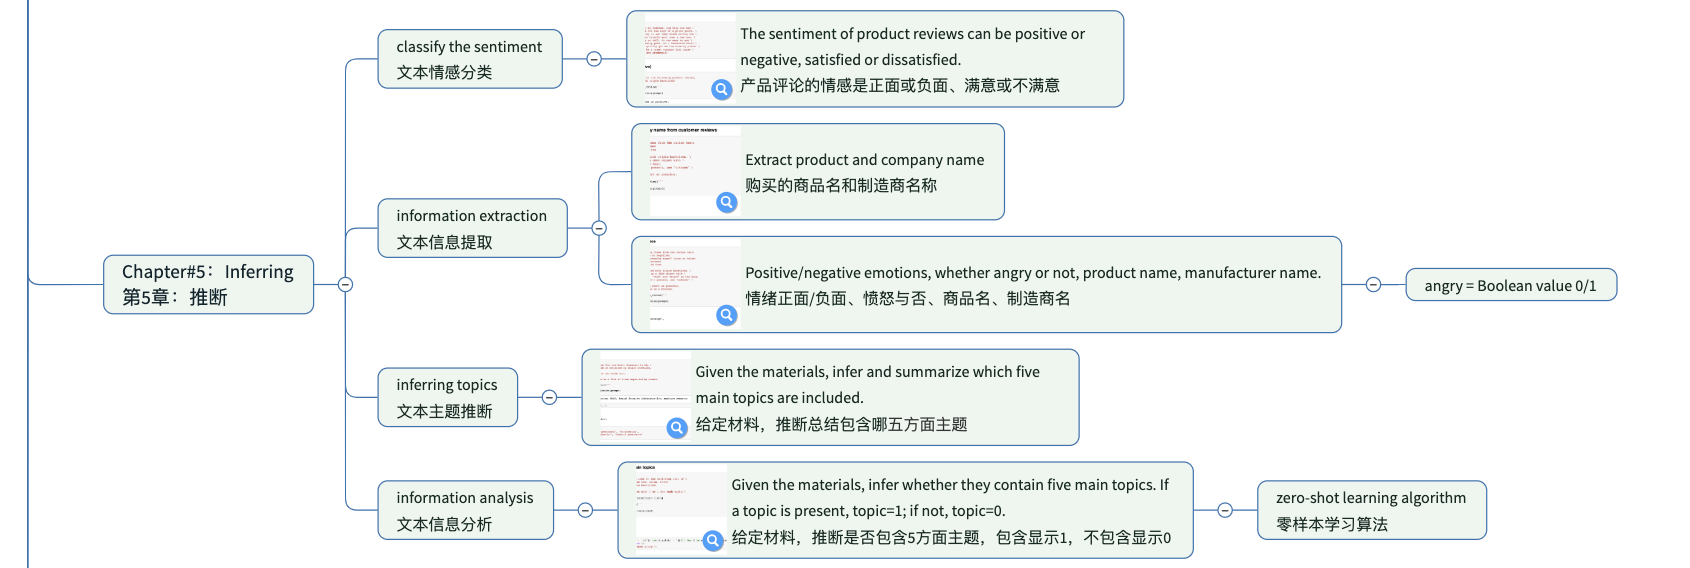 Chapter#5：Inferring
第5章：推断
classify the sentiment
文本情感分类
The sentiment of product reviews can be positive or
negative, satisfied or dissatisfied.
产品评论的情感是正面或负面、满意或不满意
information extraction
文本信息提取
y name from customer reviews
Extract product and company name
购买的商品名和制造商名称
Positive/negative emotions, whether angry or not, product name, manufacturer name.
情绪正面/负面、愤怒与否、商品名、制造商名
angry = Boolean value 0/1
inferring topics
文本主题推断
Given the materials, infer and summarize which five
main topics are included.
给定材料，推断总结包含哪五方面主题
information analysis
文本信息分析
Given the materials, infer whether they contain five main topics. If
a topic is present, topic=1; if not, topic=0.
给定材料，推断是否包含5方面主题，包含显示1，不包含显示0
zero-shot learning algorithm
零样本学习算法